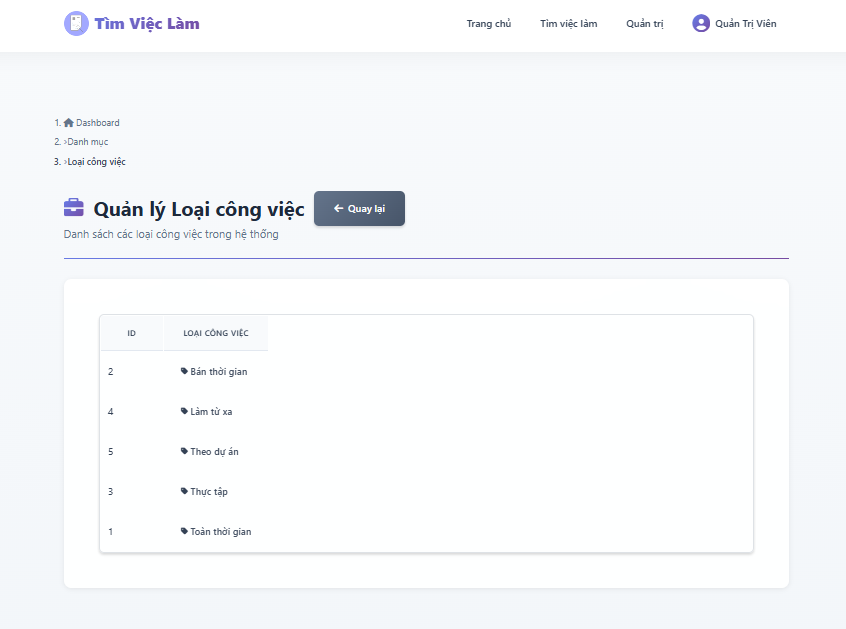 Tìm Việc Làm
Trang chủ Tìm việc làm Quản trị Quản Trị Viên
1. Dashboard
2. ›Danh mục
3. ›Loại công việc
Quản lý Loại công việc ← Quay lại
Danh sách các loại công việc trong hệ thống
ID LOẠI CÔNG VIỆC
2 Bán thời gian
4 Làm từ xa
5 Theo dự án
3 Thực tập
1 Toàn thời gian